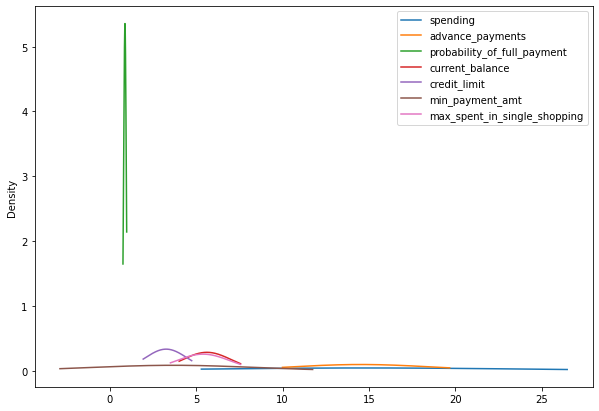 spending
advance_payments
probability_of_full_payment
current_balance
credit_limit
min_payment_amt
max_spent_in_single_shopping
Density
5
4
3
2
1
0
0 5 10 15 20 25